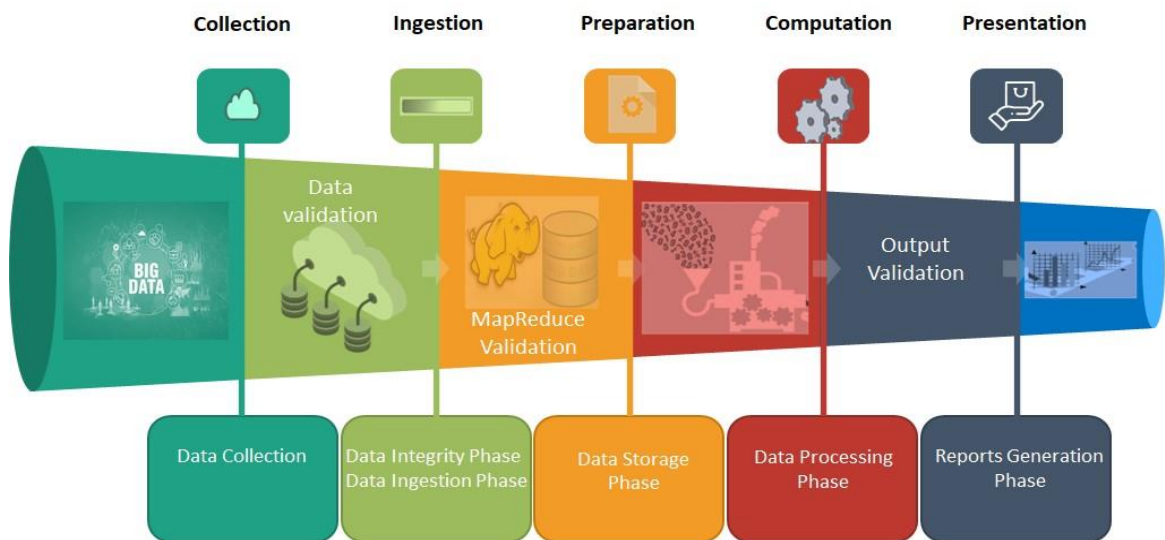 Collection
Ingestion
Preparation
Computation
Presentation
BIG
DATA
Data
validation
MapReduce
Validation
Output
Validation
Data Collection
Data Integrity Phase
Data Ingestion Phase
Data Storage
Phase
Data Processing
Phase
Reports Generation
Phase